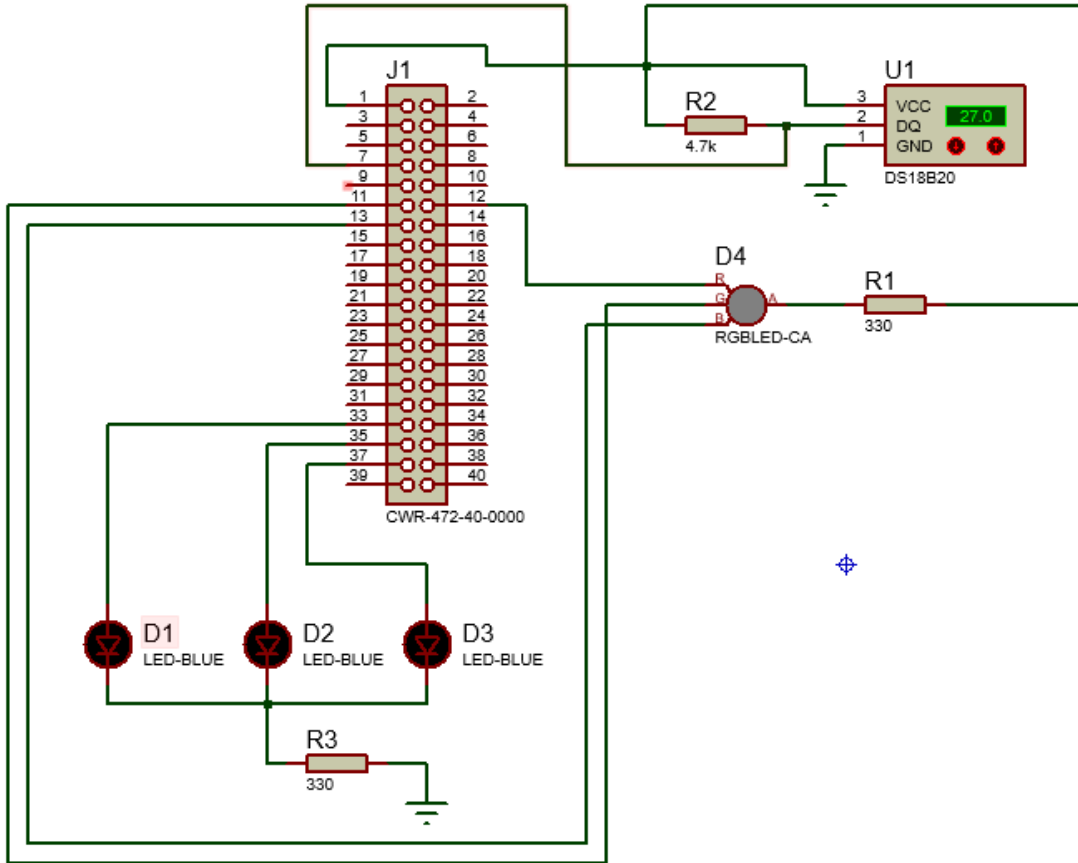 J1
1 2
3 4
5 6
7 8
9 10
11 12
13 14
15 16
17 18
19 20
21 22
23 24
25 26
27 28
29 30
31 32
33 34
35 36
37 38
39 40
CWR-472-40-0000
R2
4.7k
U1
3 VCC
2 DQ
1 GND
27.0
DS18B20
D4
R
G A
B
RGBLED-CA
R1
330
D1
LED-BLUE
D2
LED-BLUE
D3
LED-BLUE
R3
330